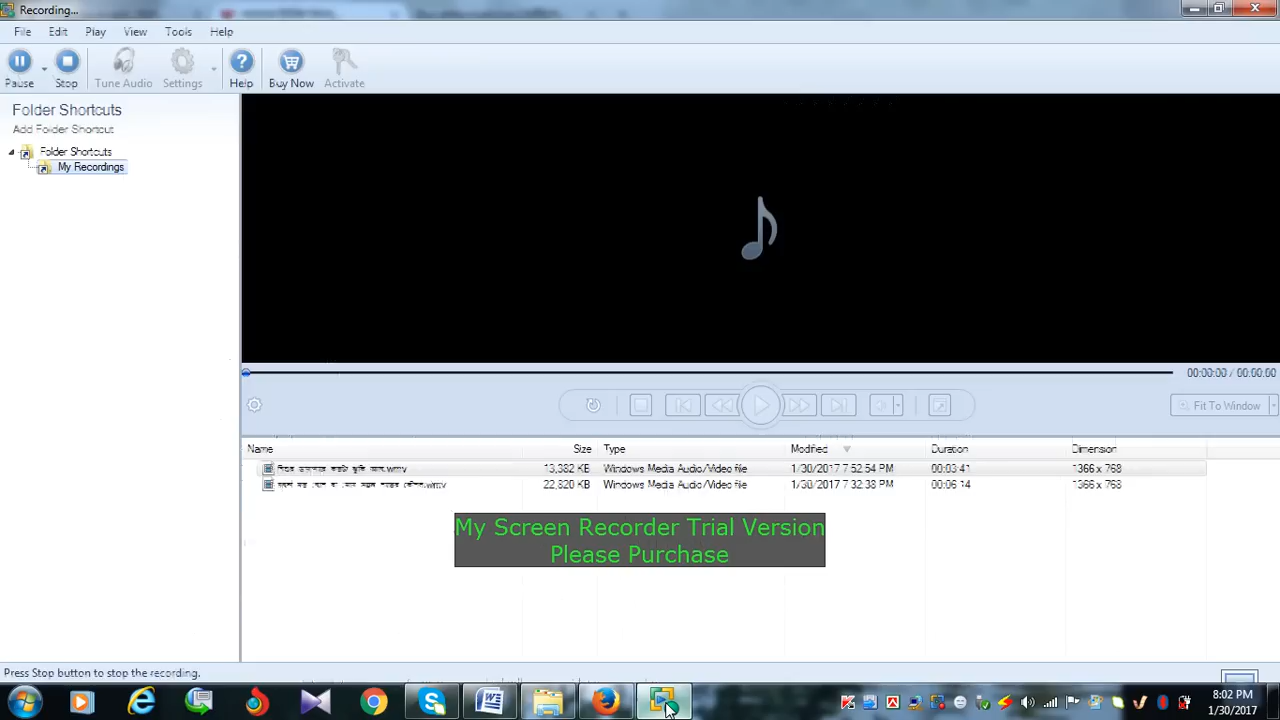 Recording...
File Edit Play View Tools Help
Pause Stop Tune Audio Settings Help Buy Now Activate
Folder Shortcuts
Add Folder Shortcut
Folder Shortcuts
My Recordings
00:00:00 / 00:00:00
Fit To Window
Name Size Type Modified Duration Dimension
13,382 KB Windows Media Audio/Video file 1/30/2017 7:52:54 PM 00:03:41 1366 x 768
22,820 KB Windows Media Audio/Video file 1/30/2017 7:32:38 PM 00:06:14 1366 x 768
My Screen Recorder Trial Version
Please Purchase
Press Stop button to stop the recording.
8:02 PM
1/30/2017